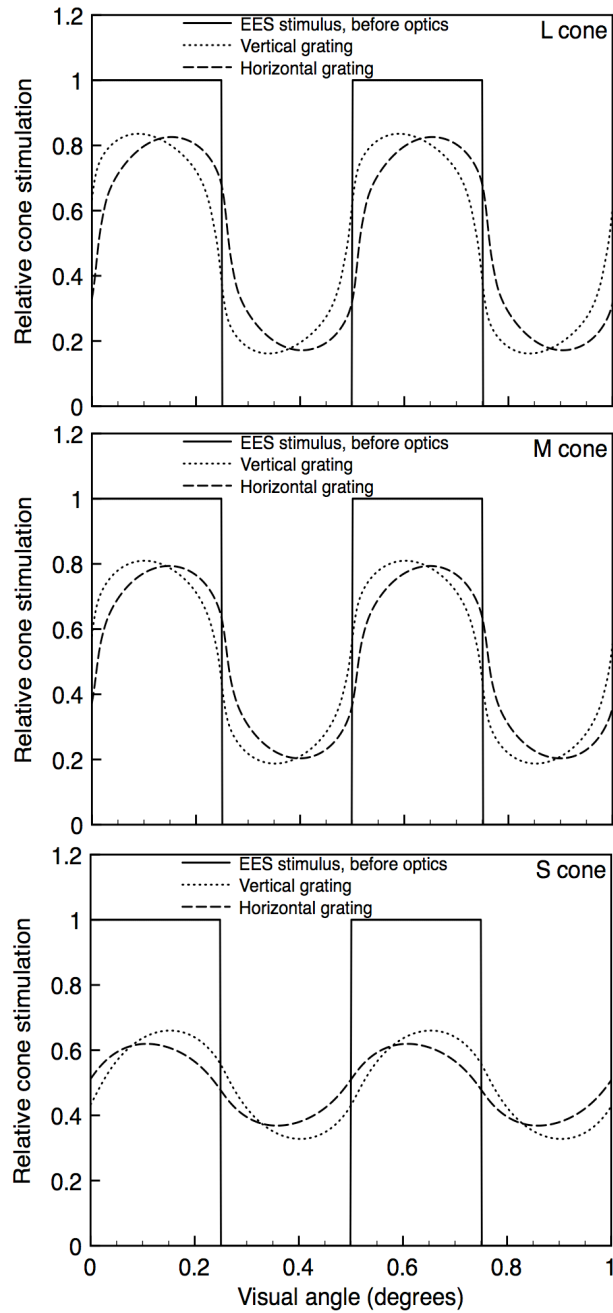 EES stimulus, before optics
Vertical grating
Horizontal grating
L cone
1.2
1
0.8
0.6
0.4
0.2
0
Relative cone stimulation
EES stimulus, before optics
Vertical grating
Horizontal grating
M cone
1.2
1
0.8
0.6
0.4
0.2
0
Relative cone stimulation
EES stimulus, before optics
Vertical grating
Horizontal grating
S cone
1.2
1
0.8
0.6
0.4
0.2
0
Relative cone stimulation
0 0.2 0.4 0.6 0.8 1
Visual angle (degrees)